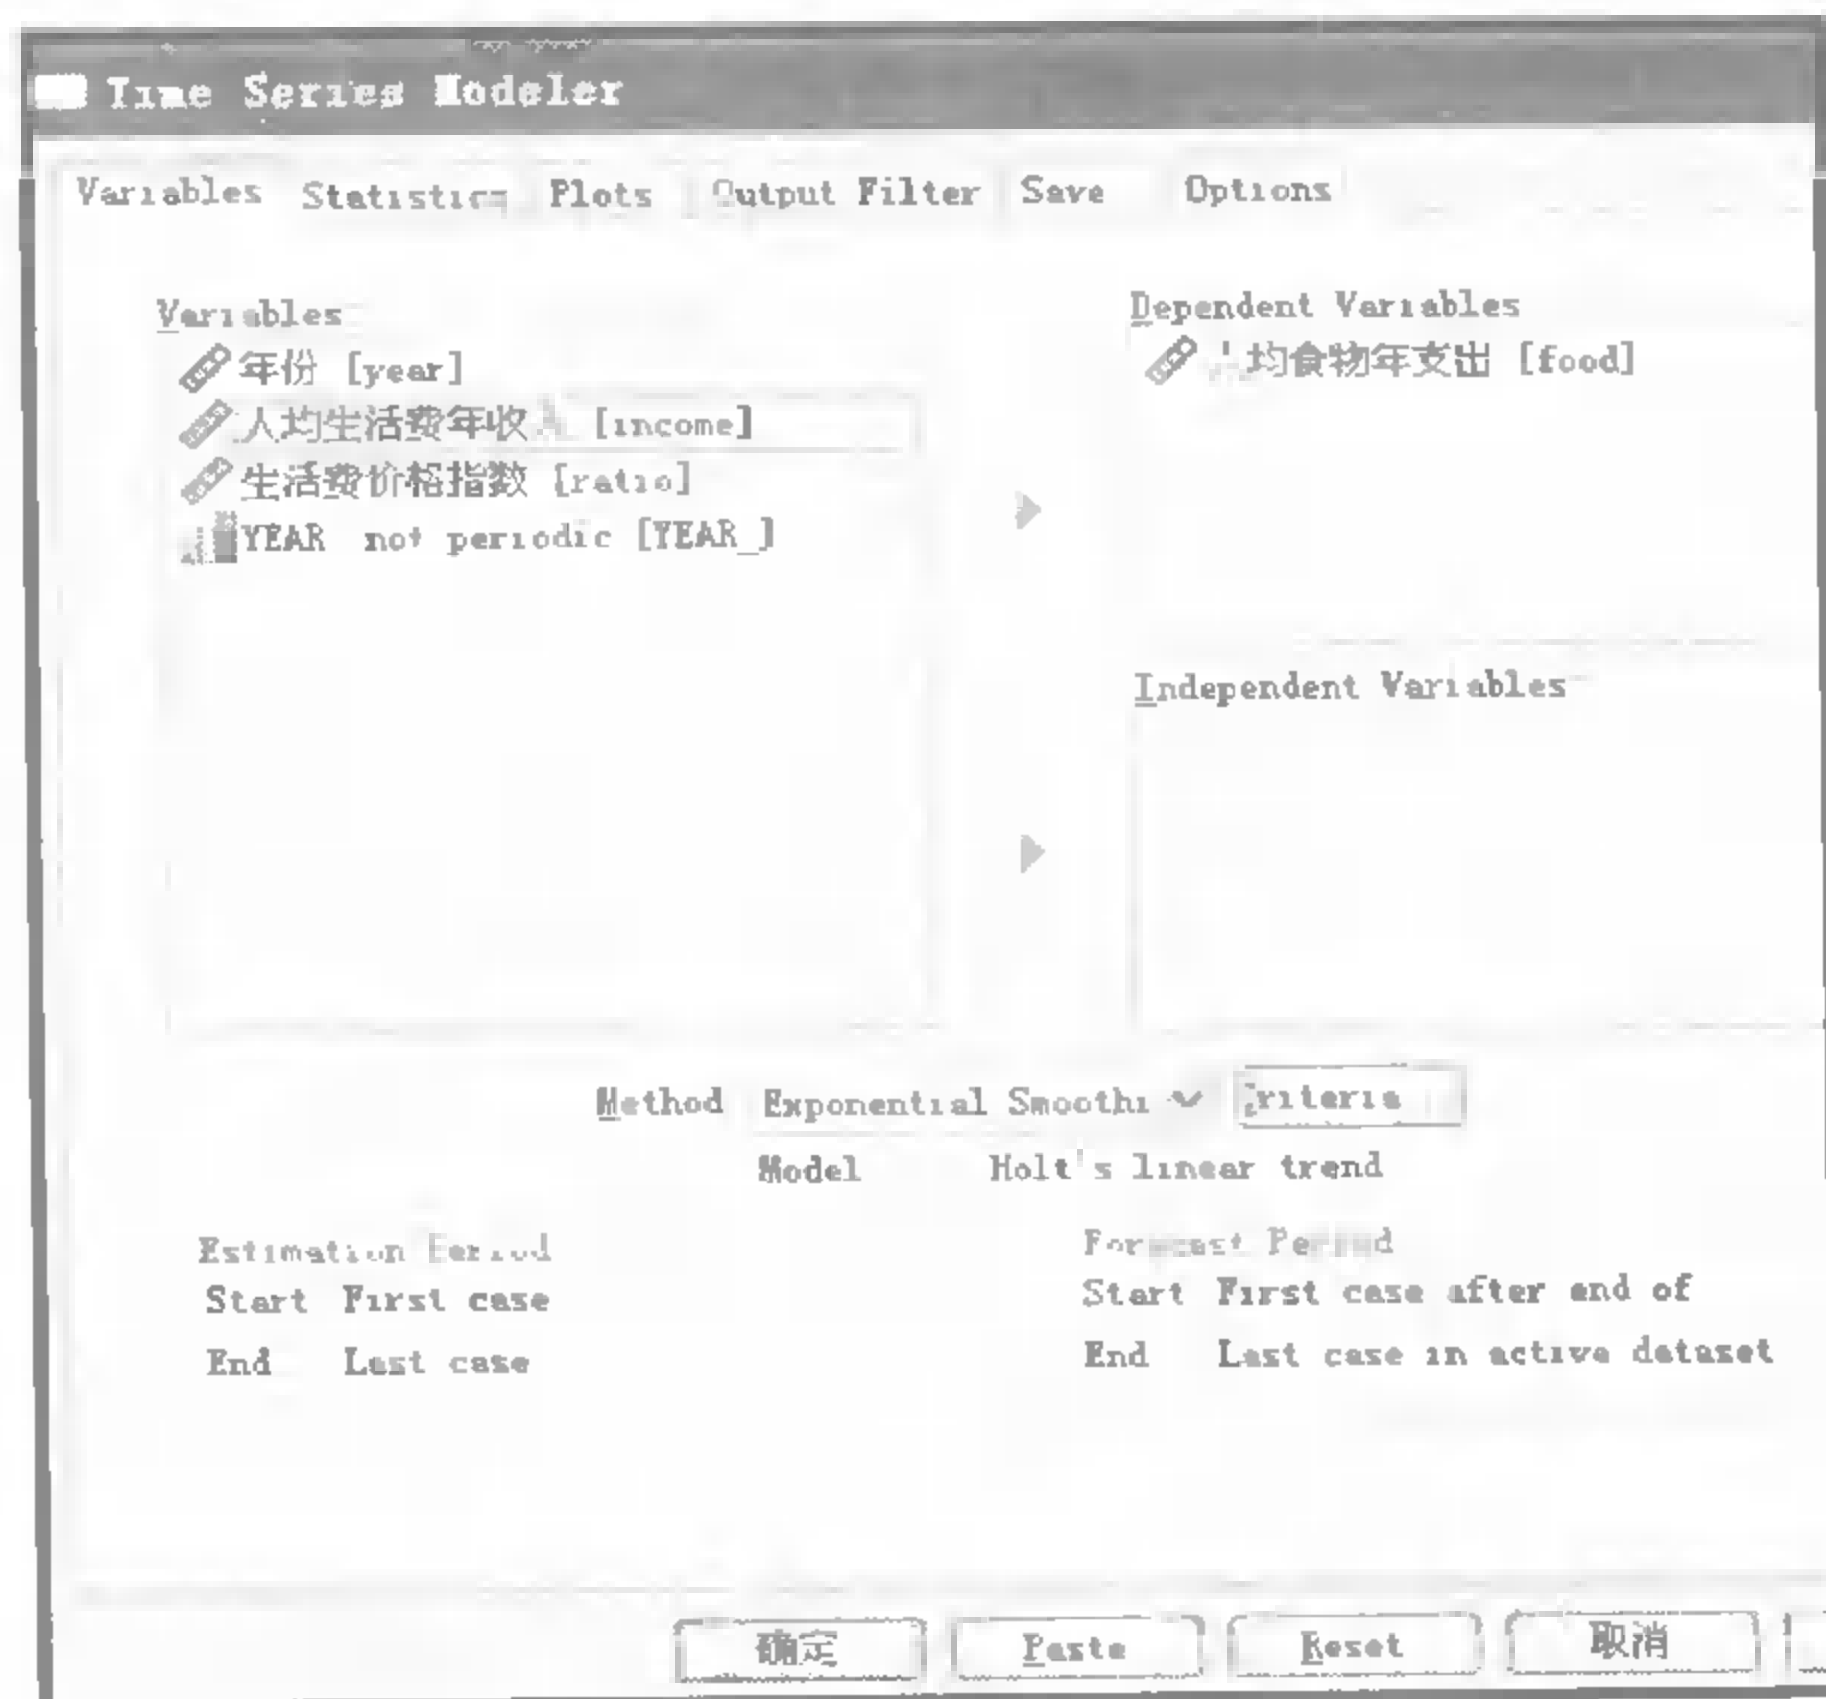 Time Series Modeler
Variables Statistics Plots Output Filter Save Options
Variables
年份 [year]
人均生活费年收入 [income]
生活费价格指数 [ratio]
YEAR not periodic [YEAR_]
Dependent Variables
均食物年支出 [food]
Independent Variables
Method Exponential Smoothi Criteria
Model Holt's linear trend
Estimation Period
Start First case
End Last case
Forecast Period
Start First case after end of
End Last case in active dataset
确定 Paste Reset 取消